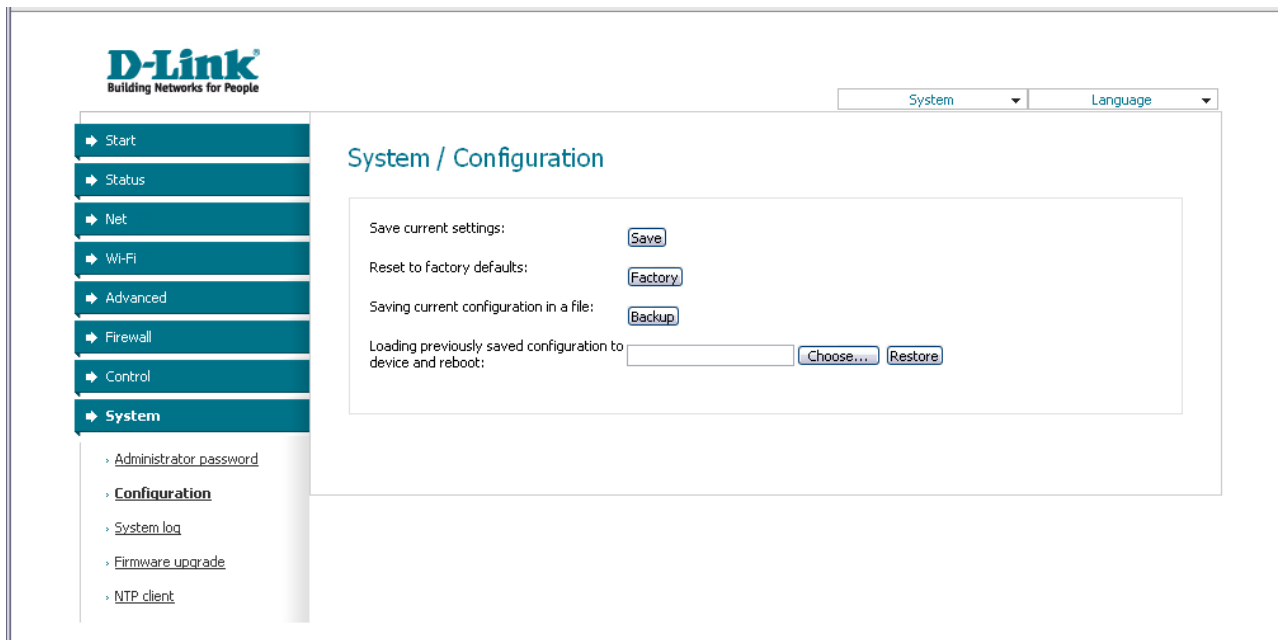 D-Link
Building Networks for People
System
Language
Start
Status
Net
Wi-Fi
Advanced
Firewall
Control
System
Administrator password
Configuration
System log
Firmware upgrade
NTP client
System / Configuration
Save current settings:
Save
Reset to factory defaults:
Factory
Saving current configuration in a file:
Backup
Loading previously saved configuration to
device and reboot:
Choose...
Restore